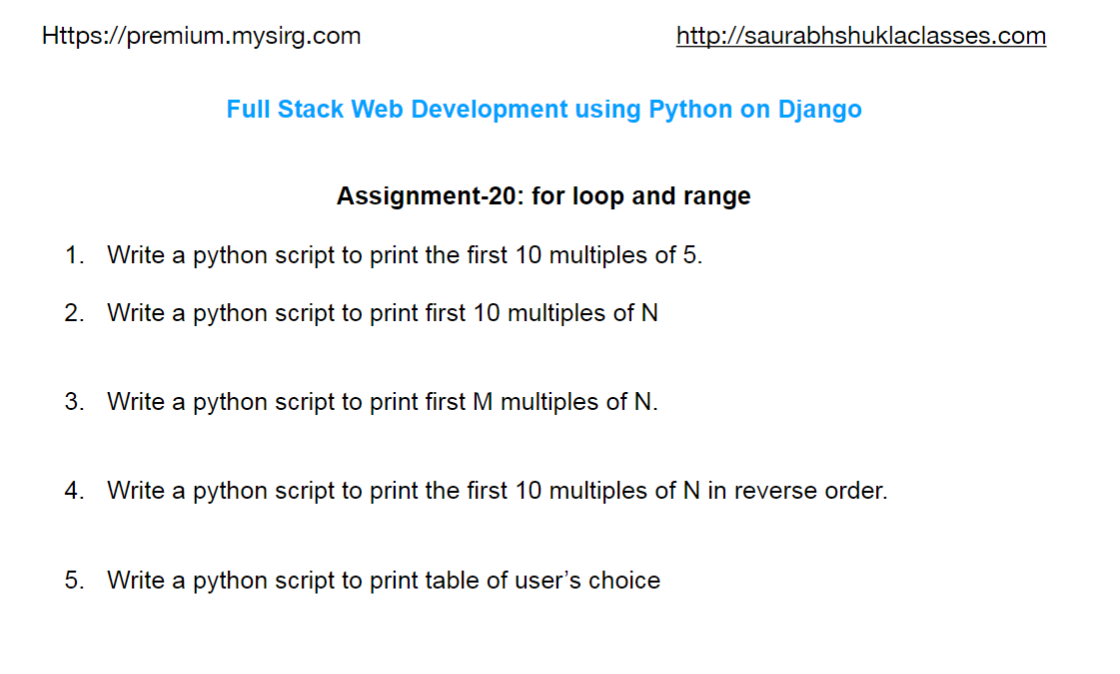 Https://premium.mysirg.com http://saurabhshuklaclasses.com
Full Stack Web Development using Python on Django
Assignment-20: for loop and range
1. Write a python script to print the first 10 multiples of 5.
2. Write a python script to print first 10 multiples of N
3. Write a python script to print first M multiples of N.
4. Write a python script to print the first 10 multiples of N in reverse order.
5. Write a python script to print table of user’s choice